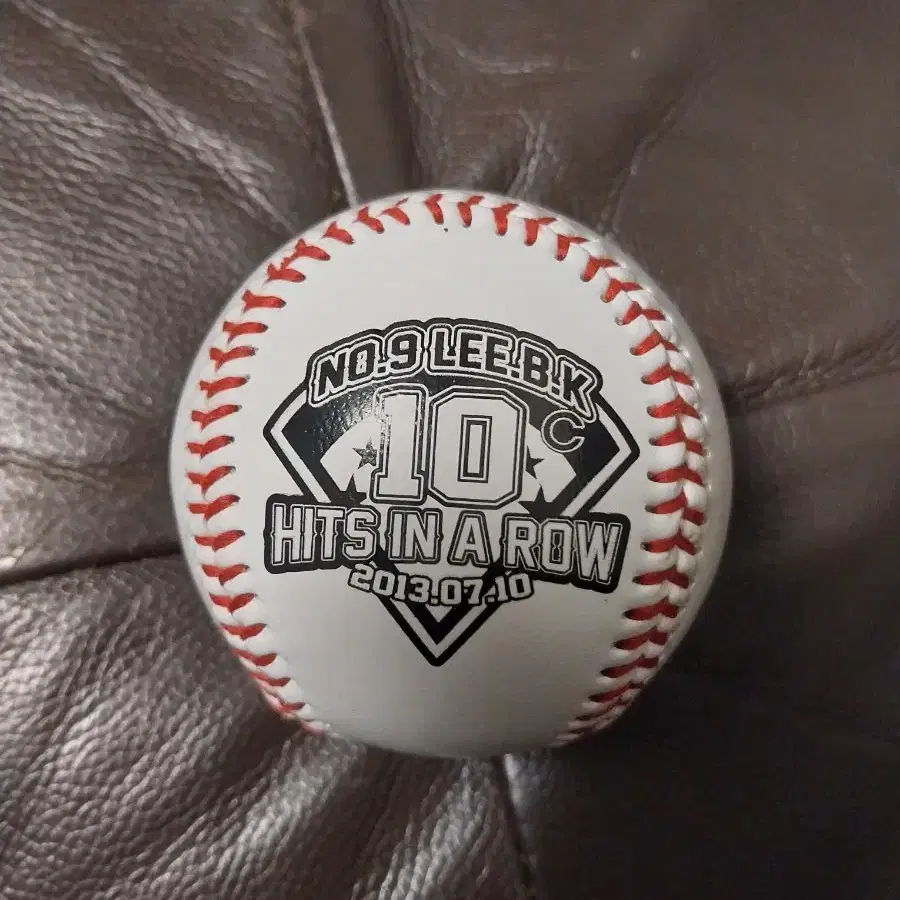 NO.9 LEE.B.K
10
C
HITS IN A ROW
2013.07.10